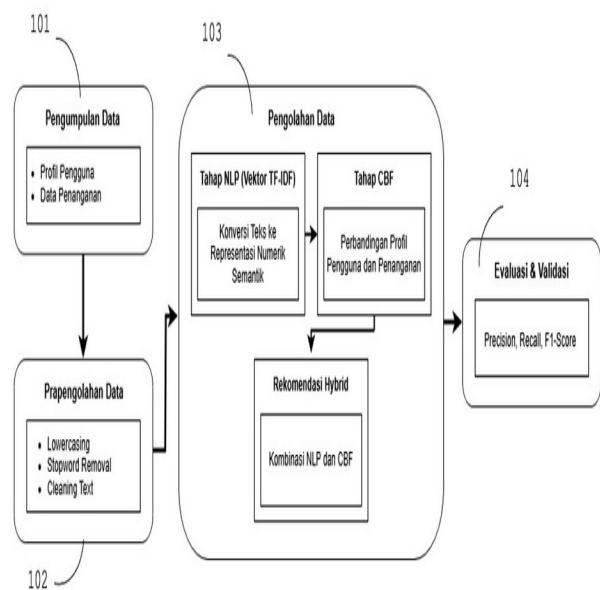 101
Pengumpulan Data
• Profil Pengguna
• Data Penanganan
Prapengolahan Data
• Lowercasing
• Stopword Removal
• Cleaning Text
102
103
Pengolahan Data
Tahap NLP (Vektor TF-IDF)
Konversi Teks ke
Representasi Numerik
Semantik
Tahap CBF
Perbandingan Profil
Pengguna dan Penanganan
Rekomendasi Hybrid
Kombinasi NLP dan CBF
104
Evaluasi & Validasi
Precision, Recall, F1-Score